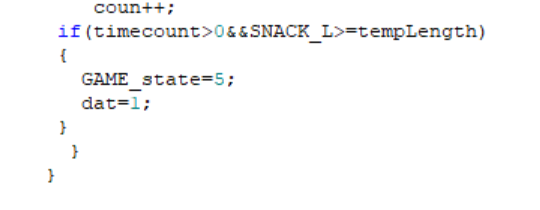 coun++;
if(timecount>0&&SNACK_L>=tempLength)
{
GAME_state=5;
dat=1;
}
}
}